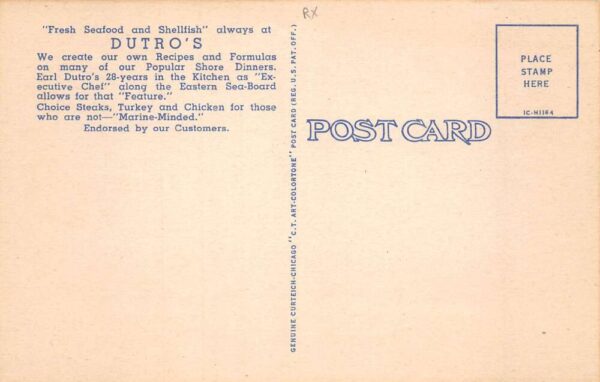 "Fresh Seafood and Shellfish" always at
DUTRO'S
We create our own Recipes and Formulas
on many of our Popular Shore Dinners.
Earl Dutro's 28-years in the Kitchen as "Ex-
ecutive Chef" along the Eastern Sea-Board
allows for that "Feature."
Choice Steaks, Turkey and Chicken for those
who are not—"Marine-Minded."
Endorsed by our Customers.
GENUINE CURTEICH-CHICAGO "C.T. ART-COLORTONE" POST CARD (REG. U.S. PAT. OFF.)
RX
POST CARD
PLACE
STAMP
HERE
1C-H1164